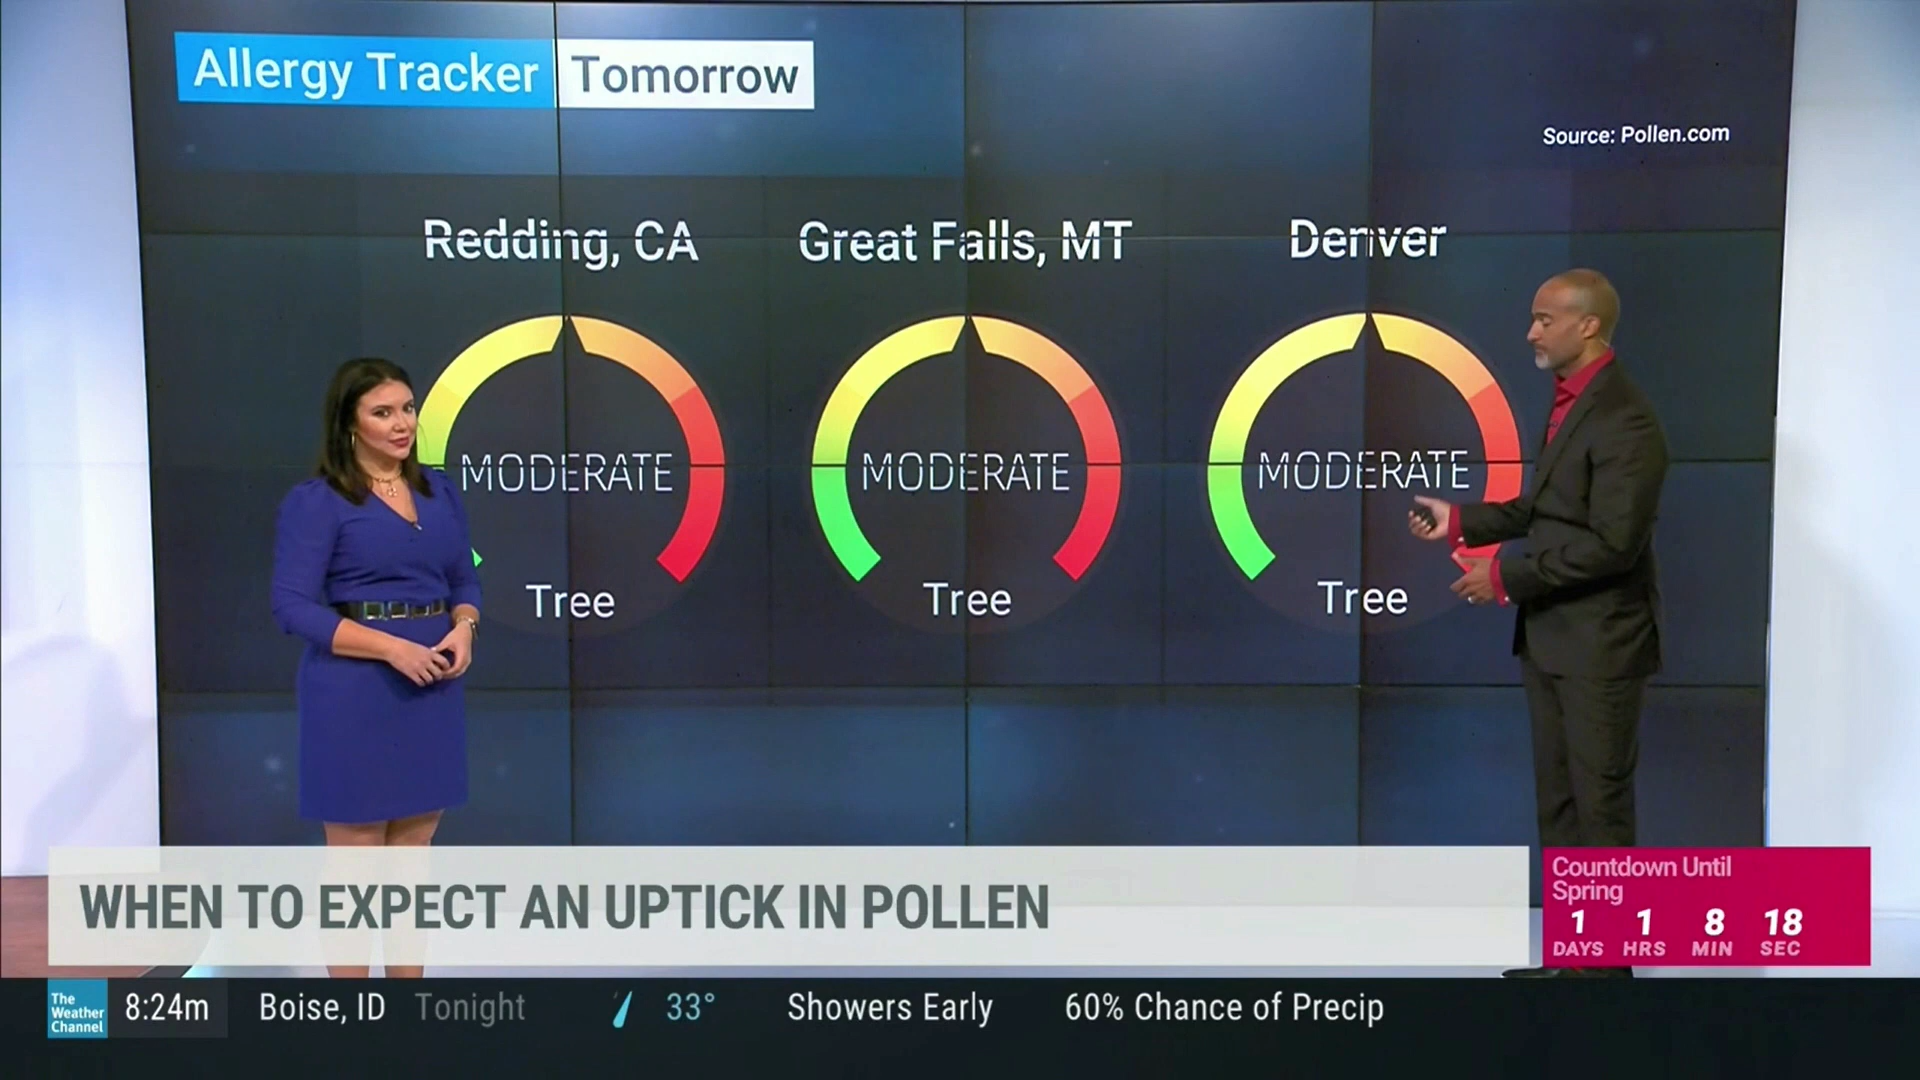 Allergy Tracker Tomorrow
Source: Pollen.com
Redding, CA
Great Falls, MT
Denver
MODERATE
MODERATE
MODERATE
Tree
Tree
Tree
WHEN TO EXPECT AN UPTICK IN POLLEN
Countdown Until
Spring
1 1 8 18
DAYS HRS MIN SEC
The
Weather
Channel
8:24m Boise, ID Tonight 33° Showers Early 60% Chance of Precip